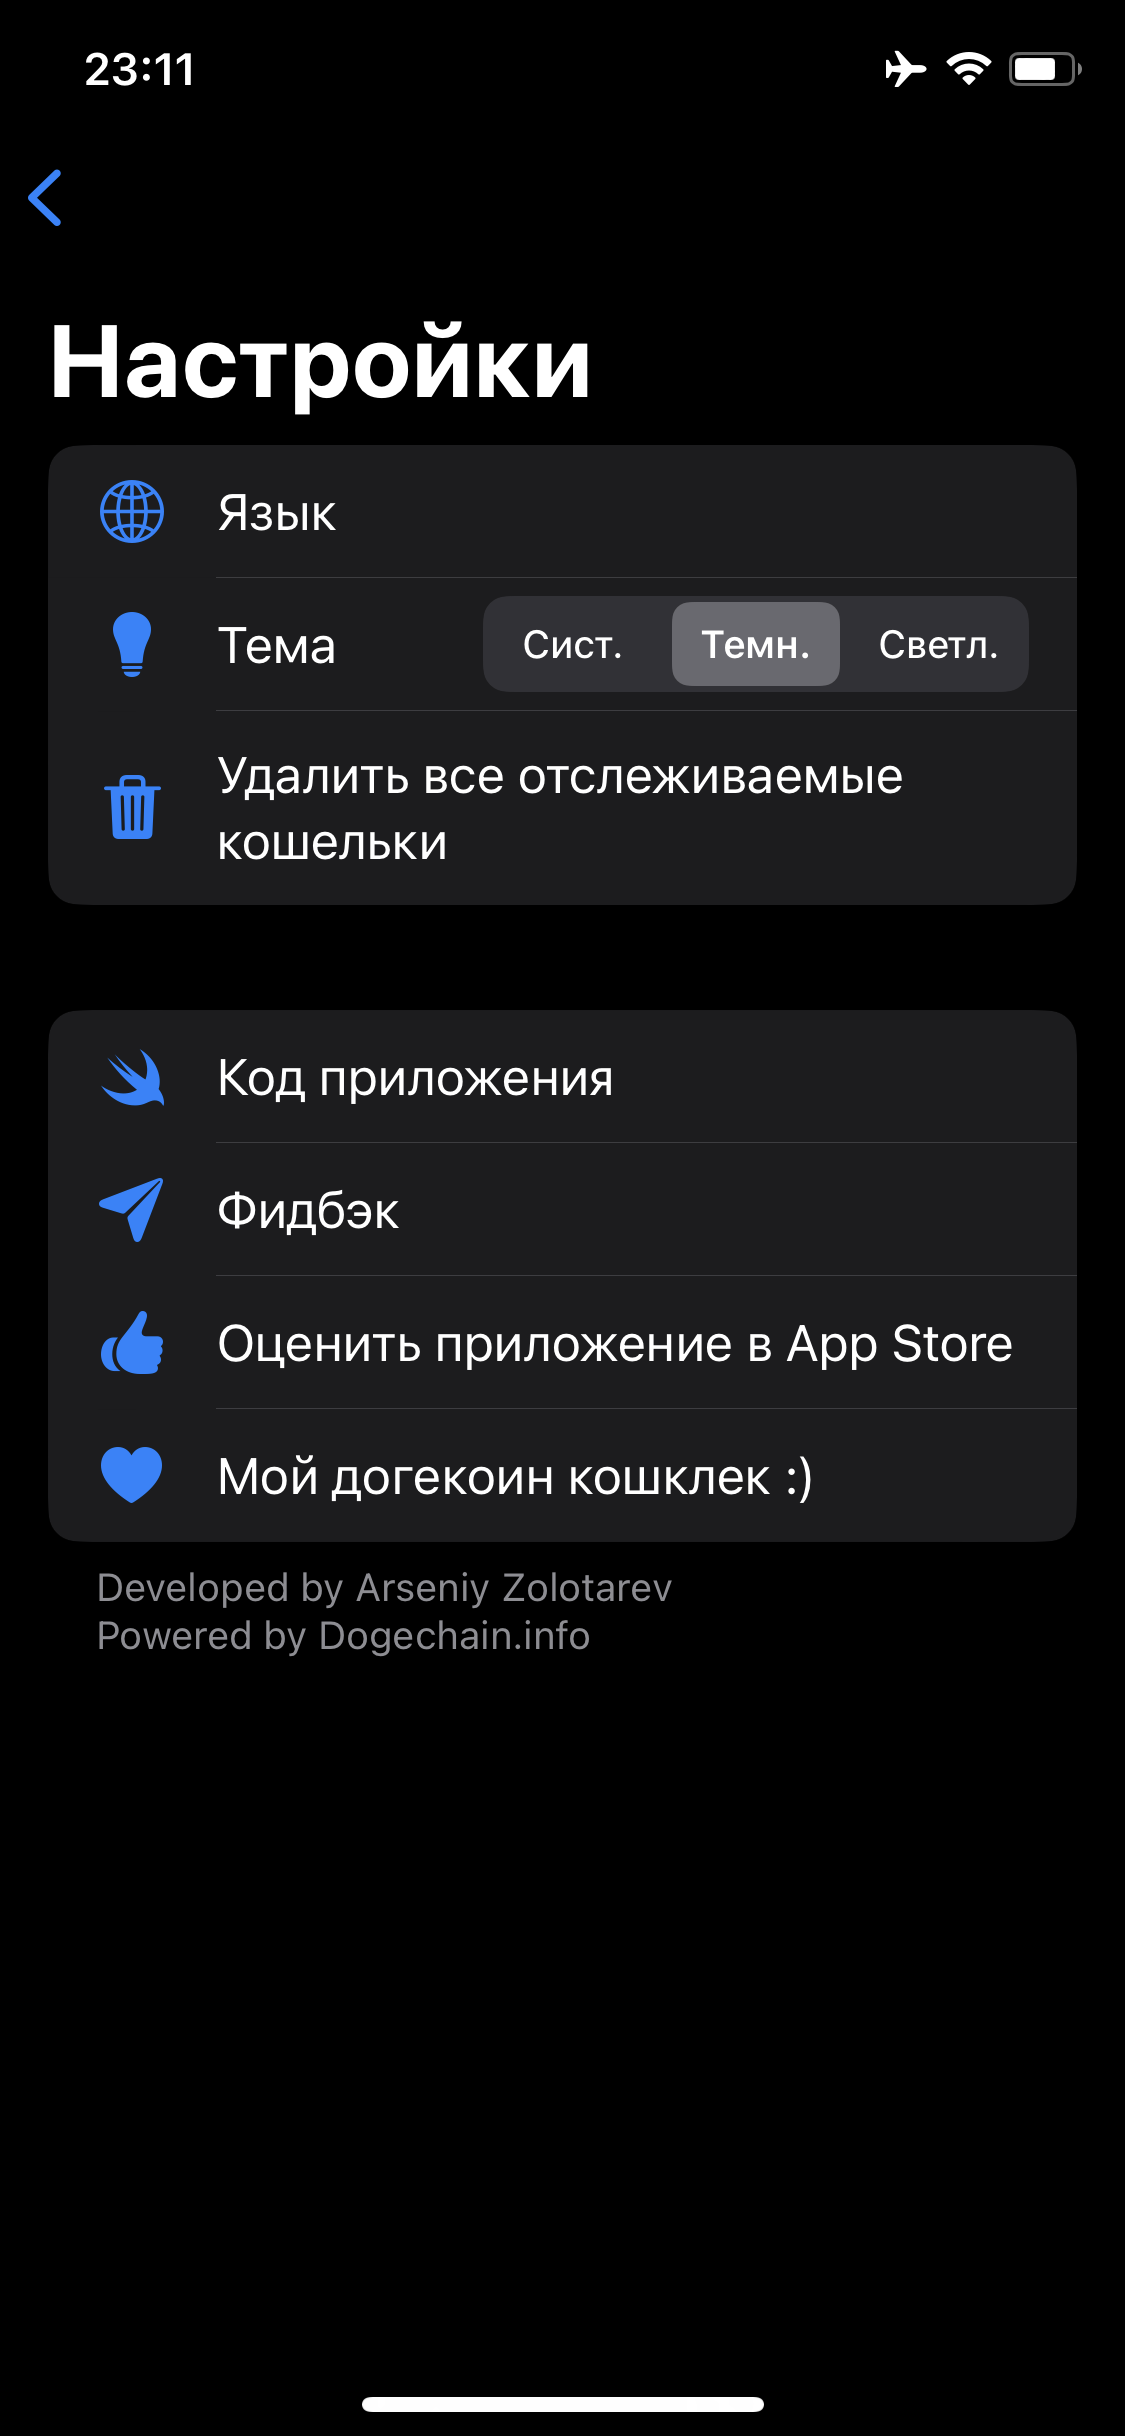 23:11
Настройки
Язык
Тема
Сист. Темн. Светл.
Удалить все отслеживаемые
кошельки
Код приложения
Фидбэк
Оценить приложение в App Store
Мой догекоин кошклек :)
Developed by Arseniy Zolotarev
Powered by Dogechain.info